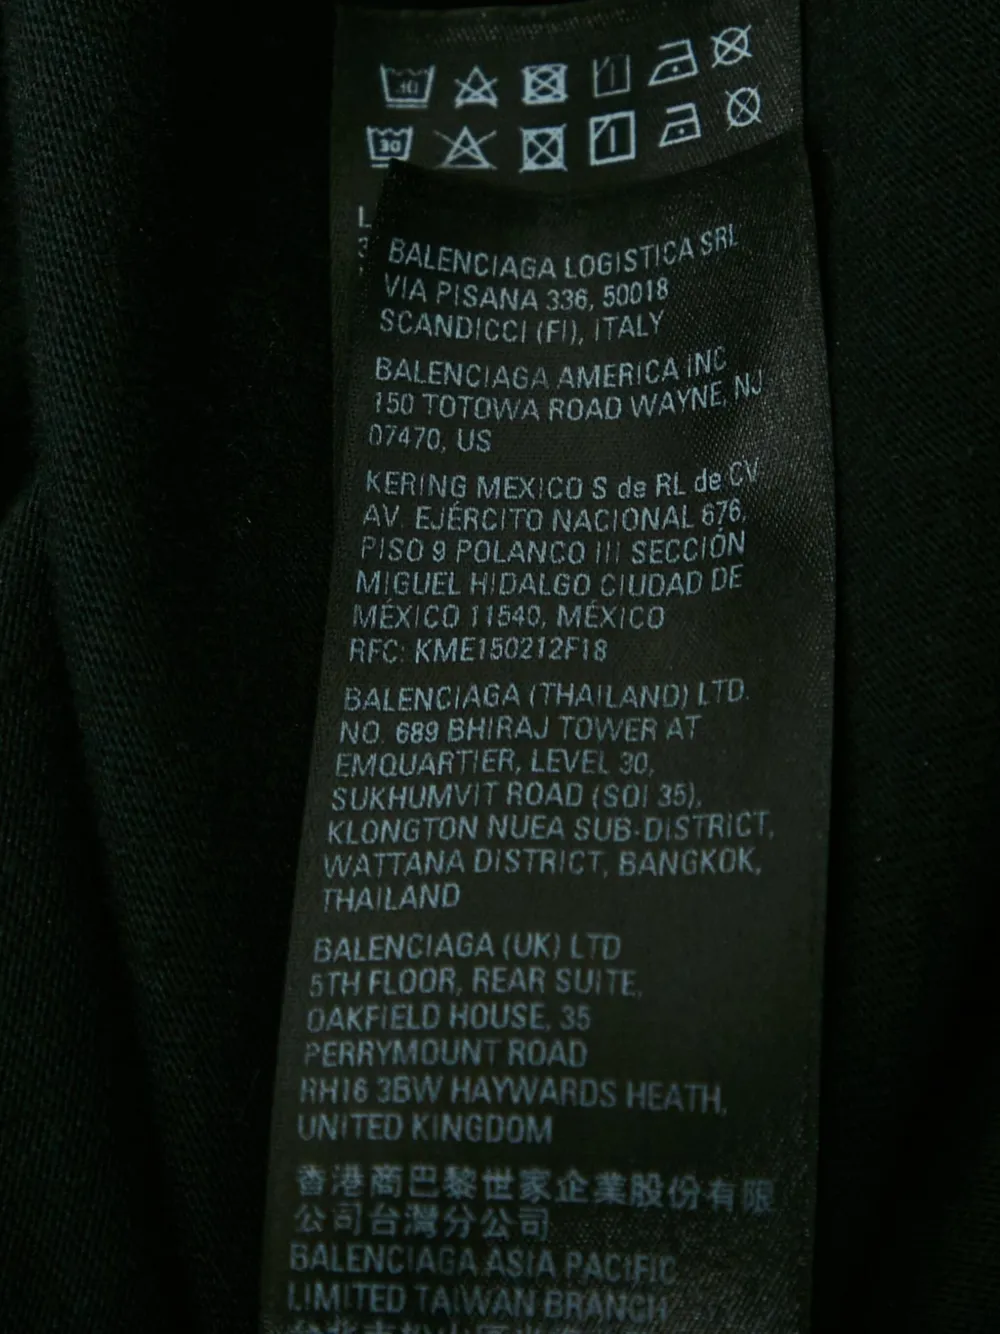 30
30
L
3
BALENCIAGA LOGISTICA SRL
VIA PISANA 336, 50018
SCANDICCI (FI), ITALY
BALENCIAGA AMERICA INC
150 TOTOWA ROAD WAYNE, NJ
07470, US
KERING MEXICO S de RL de CV
AV. EJÉRCITO NACIONAL 676,
PISO 9 POLANCO III SECCIÓN
MIGUEL HIDALGO CIUDAD DE
MÉXICO 11540, MÉXICO
RFC: KME150212F18
BALENCIAGA (THAILAND) LTD.
NO. 689 BHIRAJ TOWER AT
EMQUARTIER, LEVEL 30,
SUKHUMVIT ROAD (SOI 35),
KLONGTON NUEA SUB-DISTRICT,
WATTANA DISTRICT, BANGKOK,
THAILAND
BALENCIAGA (UK) LTD
5TH FLOOR, REAR SUITE,
OAKFIELD HOUSE, 35
PERRYMOUNT ROAD
RH16 3BW HAYWARDS HEATH,
UNITED KINGDOM
香港商巴黎世家企業股份有限
公司台灣分公司
BALENCIAGA ASIA PACIFIC
LIMITED TAIWAN BRANCH